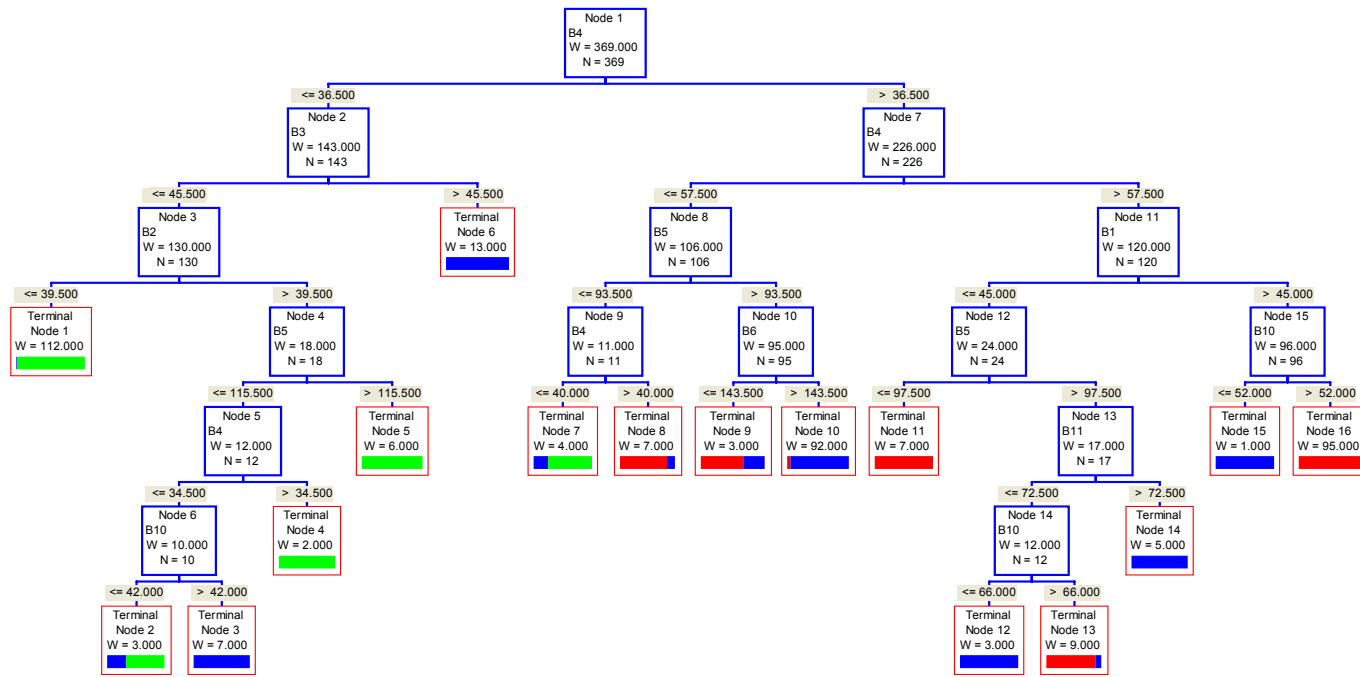 Node 1
B4
W = 369.000
N = 369
<= 36.500
> 36.500
Node 2
B3
W = 143.000
N = 143
Node 7
B4
W = 226.000
N = 226
<= 45.500
> 45.500
<= 57.500
> 57.500
Node 3
B2
W = 130.000
N = 130
Terminal
Node 6
W = 13.000
Node 8
B5
W = 106.000
N = 106
Node 11
B1
W = 120.000
N = 120
<= 39.500
> 39.500
<= 93.500
> 93.500
<= 45.000
> 45.000
Terminal
Node 1
W = 112.000
Node 4
B5
W = 18.000
N = 18
Node 9
B4
W = 11.000
N = 11
Node 10
B6
W = 95.000
N = 95
Node 12
B5
W = 24.000
N = 24
Node 15
B10
W = 96.000
N = 96
<= 115.500
> 115.500
<= 40.000
> 40.000
<= 143.500
> 143.500
<= 97.500
> 97.500
<= 52.000
> 52.000
Node 5
B4
W = 12.000
N = 12
Terminal
Node 5
W = 6.000
Terminal
Node 7
W = 4.000
Terminal
Node 8
W = 7.000
Terminal
Node 9
W = 3.000
Terminal
Node 10
W = 92.000
Terminal
Node 11
W = 7.000
Node 13
B11
W = 17.000
N = 17
Terminal
Node 15
W = 1.000
Terminal
Node 16
W = 95.000
<= 34.500
> 34.500
<= 72.500
> 72.500
Node 6
B10
W = 10.000
N = 10
Terminal
Node 4
W = 2.000
Node 14
B10
W = 12.000
N = 12
Terminal
Node 14
W = 5.000
<= 42.000
> 42.000
<= 66.000
> 66.000
Terminal
Node 2
W = 3.000
Terminal
Node 3
W = 7.000
Terminal
Node 12
W = 3.000
Terminal
Node 13
W = 9.000